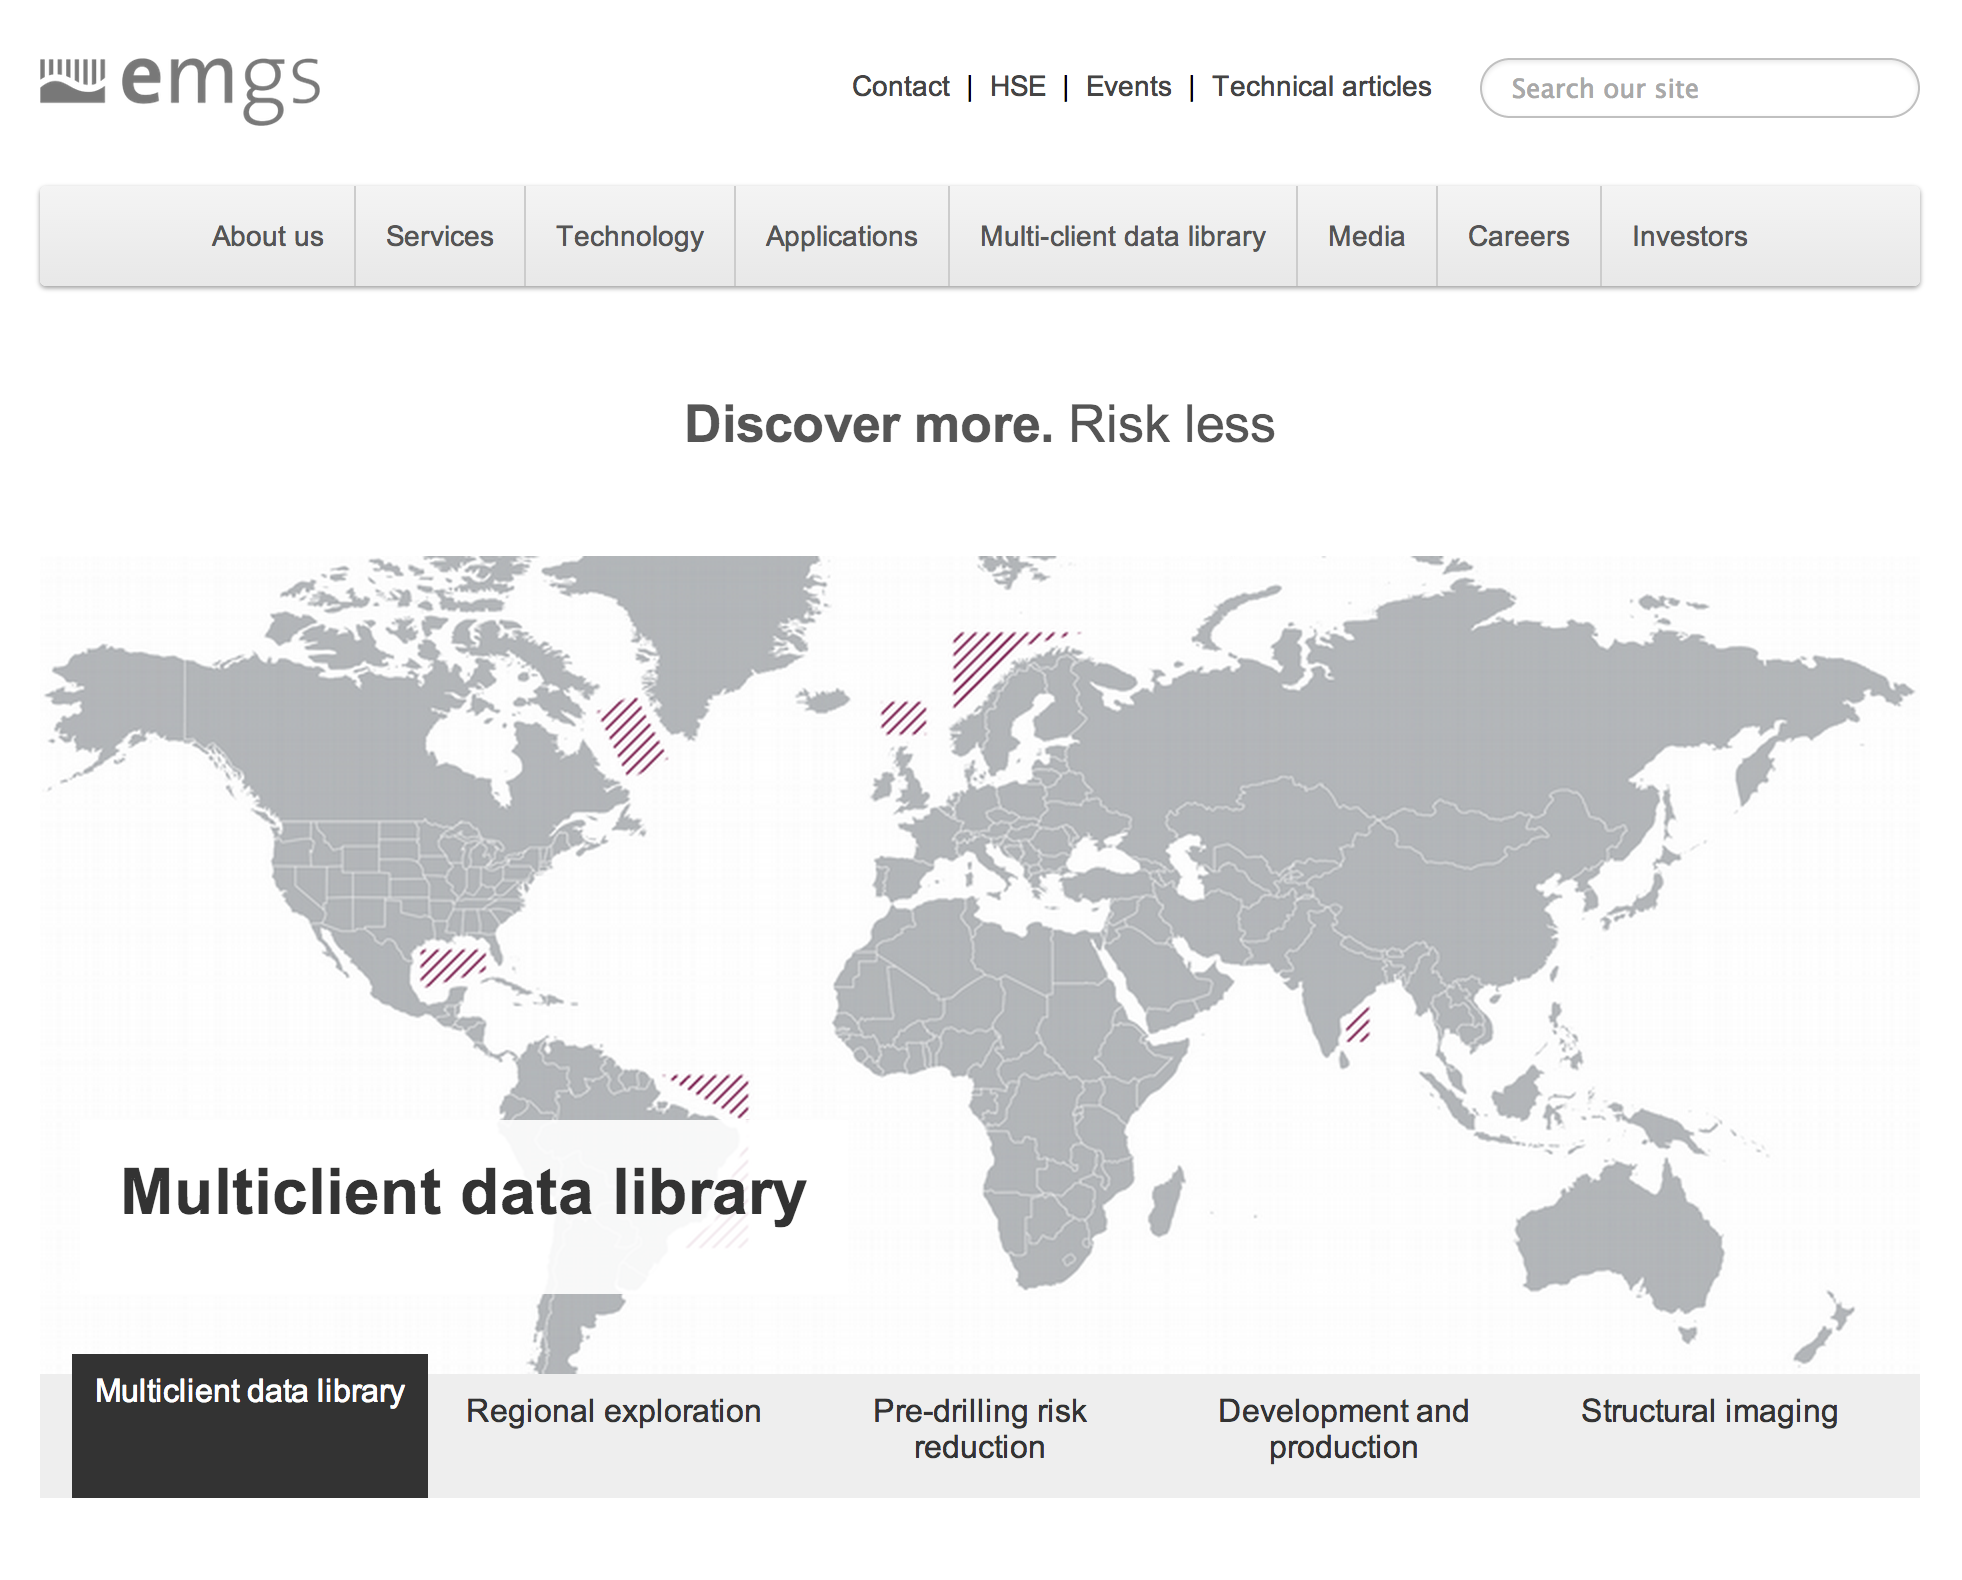 emgs
Contact | HSE | Events | Technical articles
Search our site
About us
Services
Technology
Applications
Multi-client data library
Media
Careers
Investors
Discover more. Risk less
Multiclient data library
Multiclient data library
Regional exploration
Pre-drilling risk
reduction
Development and
production
Structural imaging